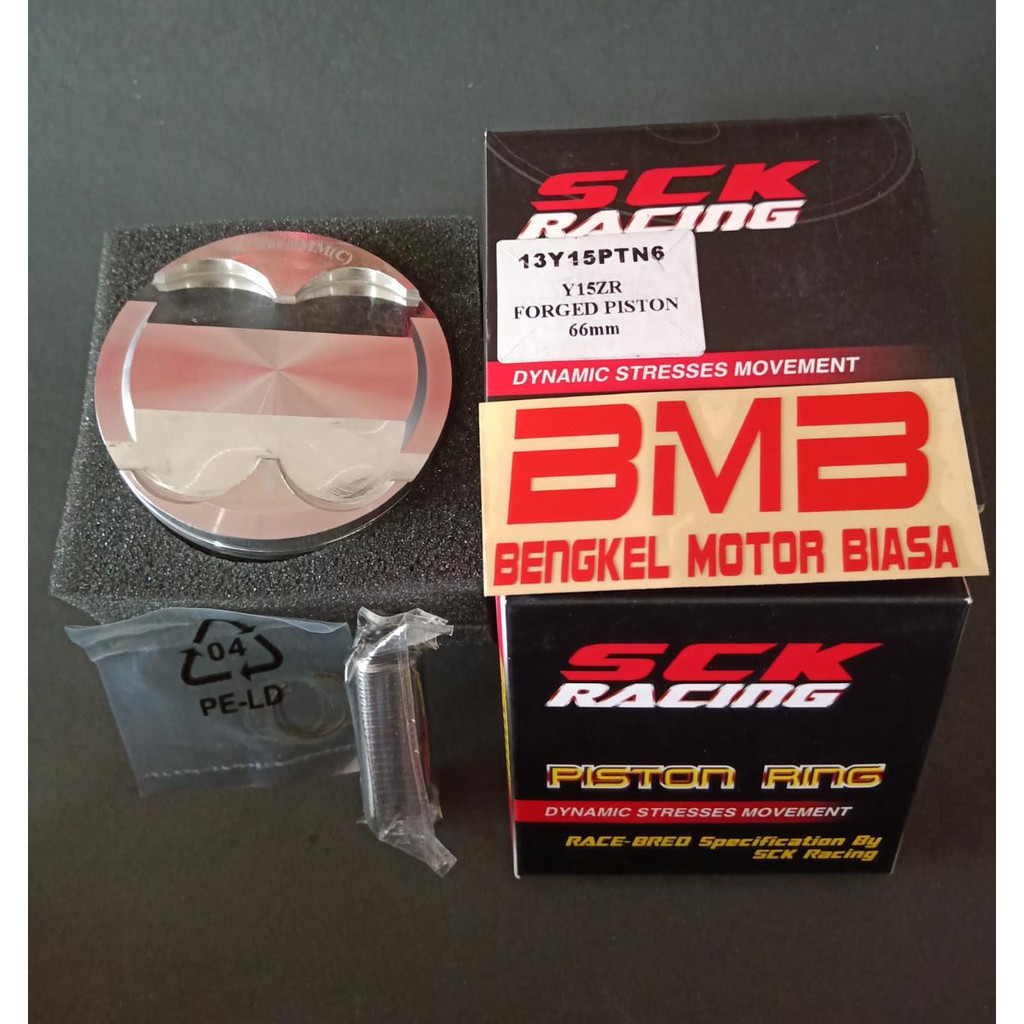 SCK
RACING
13Y15PTN6
Y15ZR
FORGED PISTON
66mm
DYNAMIC STRESSES MOVEMENT
BMB
BENGKEL MOTOR BIASA
04
PE-LD
SCK
RACING
PISTON RING
DYNAMIC STRESSES MOVEMENT
RACE-BRED Specification By
SCK Racing